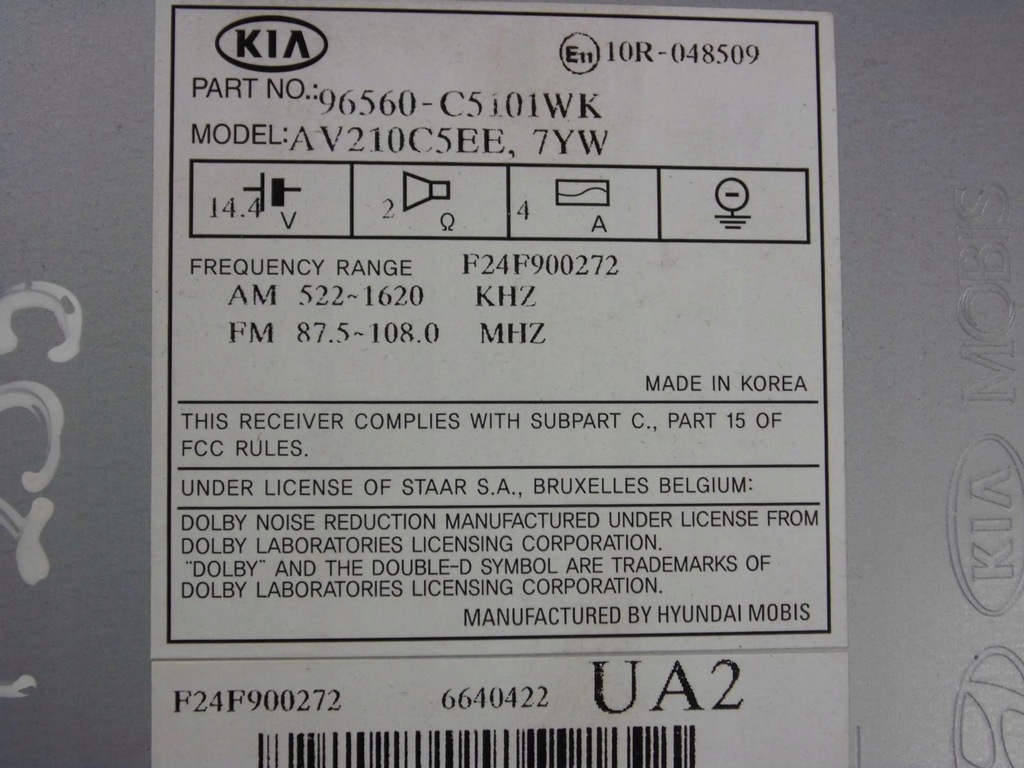 KIA
E11 10R-048509
PART NO.:96560-C5101WK
MODEL:AV210C5EE, 7YW
14.4 V 2 Ω 4 A
FREQUENCY RANGE F24F900272
AM 522~1620 KHZ
FM 87.5~108.0 MHZ
MADE IN KOREA
THIS RECEIVER COMPLIES WITH SUBPART C., PART 15 OF
FCC RULES.
UNDER LICENSE OF STAAR S.A., BRUXELLES BELGIUM:
DOLBY NOISE REDUCTION MANUFACTURED UNDER LICENSE FROM
DOLBY LABORATORIES LICENSING CORPORATION.
"DOLBY" AND THE DOUBLE-D SYMBOL ARE TRADEMARKS OF
DOLBY LABORATORIES LICENSING CORPORATION.
MANUFACTURED BY HYUNDAI MOBIS
F24F900272 6640422 UA2
MOBIS
KIA